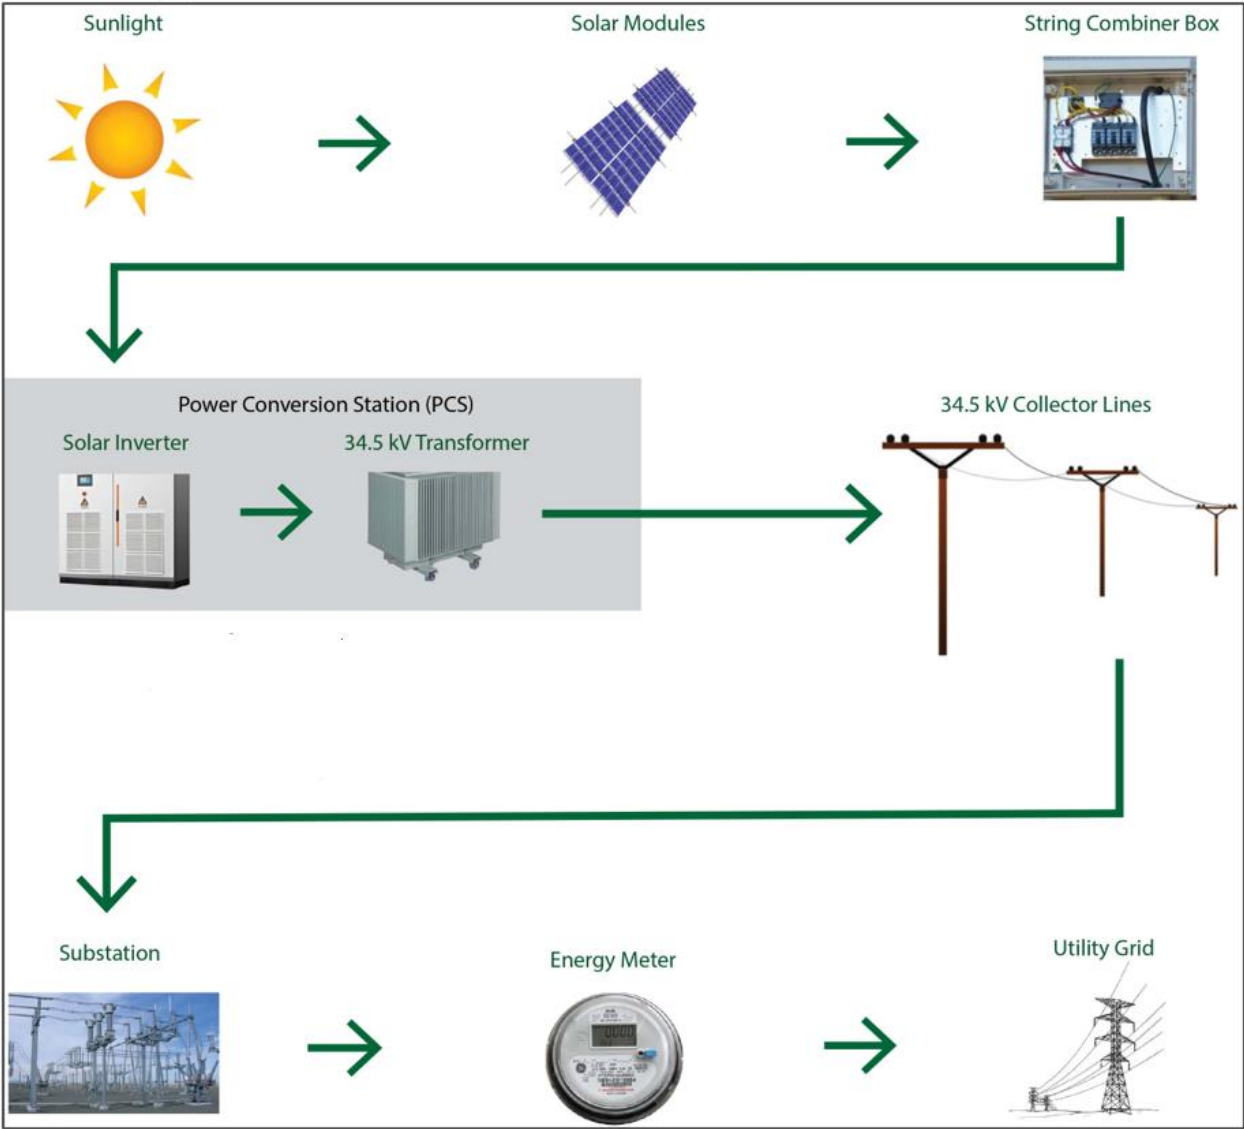 Sunlight
Solar Modules
String Combiner Box
Power Conversion Station (PCS)
Solar Inverter
34.5 kV Transformer
34.5 kV Collector Lines
Substation
Energy Meter
Utility Grid